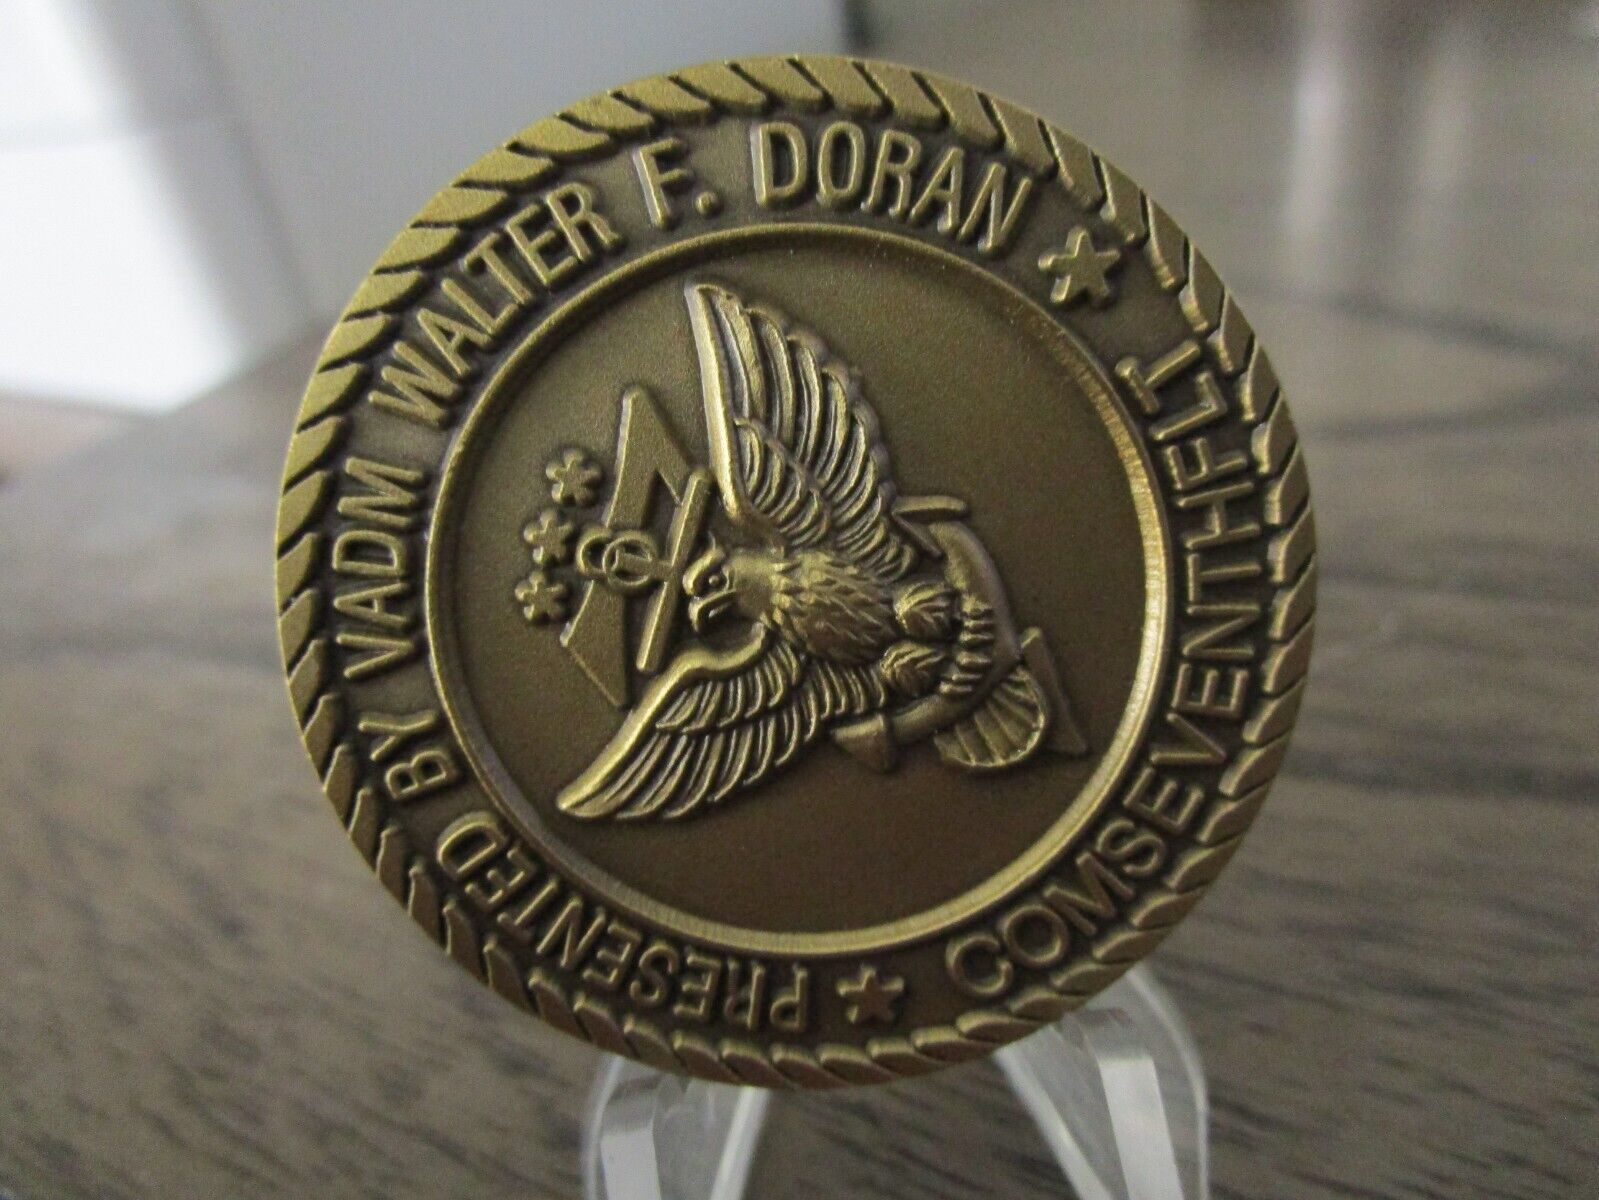 PRESENTED BY VADM WALTER F. DORAN
COMSEVENTHFLT